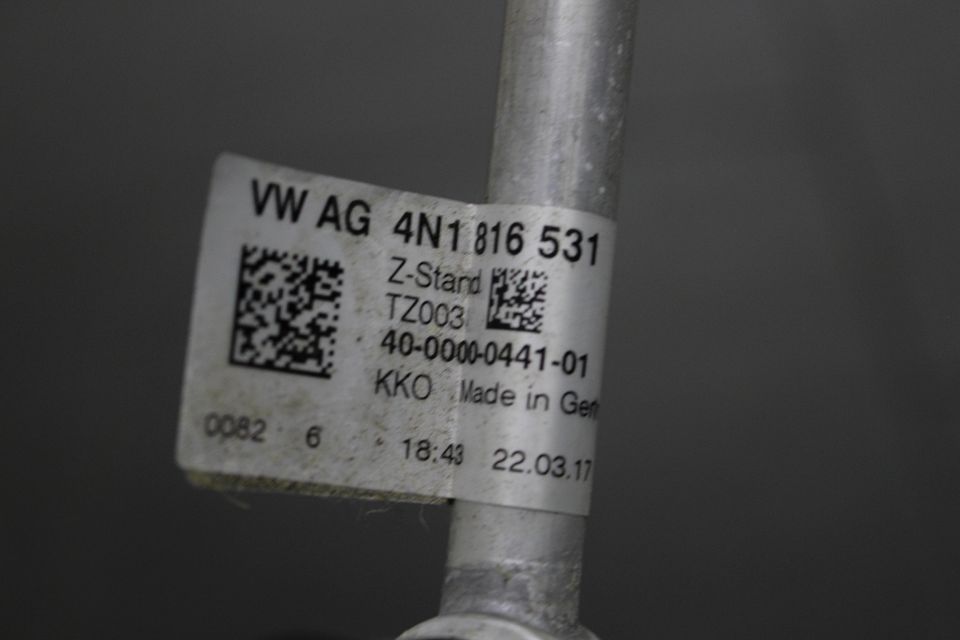 VW AG 4N1 816 531
Z-Stand
TZ003
40-0000-0441-01
KKO Made in Ger
0082 6 18:43 22.03.17